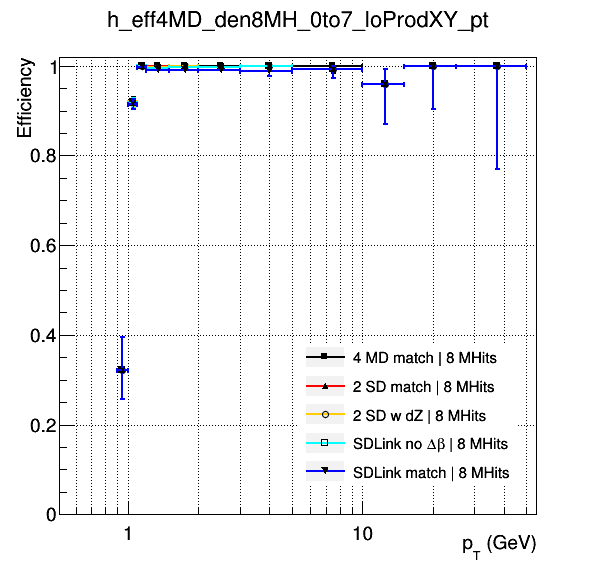 h_eff4MD_den8MH_0to7_loProdXY_pt
Efficiency
1
0.8
0.6
0.4
0.2
0
4 MD match | 8 MHits
2 SD match | 8 MHits
2 SD w dZ | 8 MHits
SDLink no Δβ | 8 MHits
SDLink match | 8 MHits
1
10
p_T (GeV)